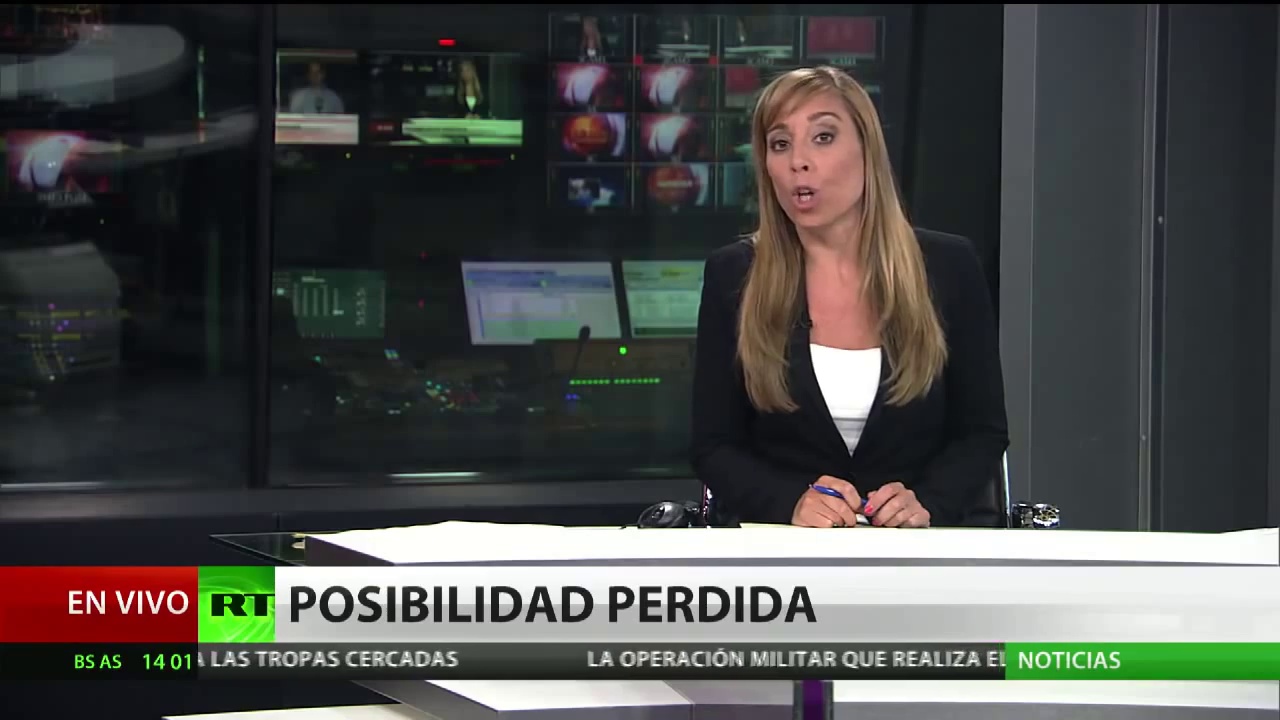 EN VIVO RT POSIBILIDAD PERDIDA
BS AS 14 01 A LAS TROPAS CERCADAS LA OPERACIÓN MILITAR QUE REALIZA EL NOTICIAS